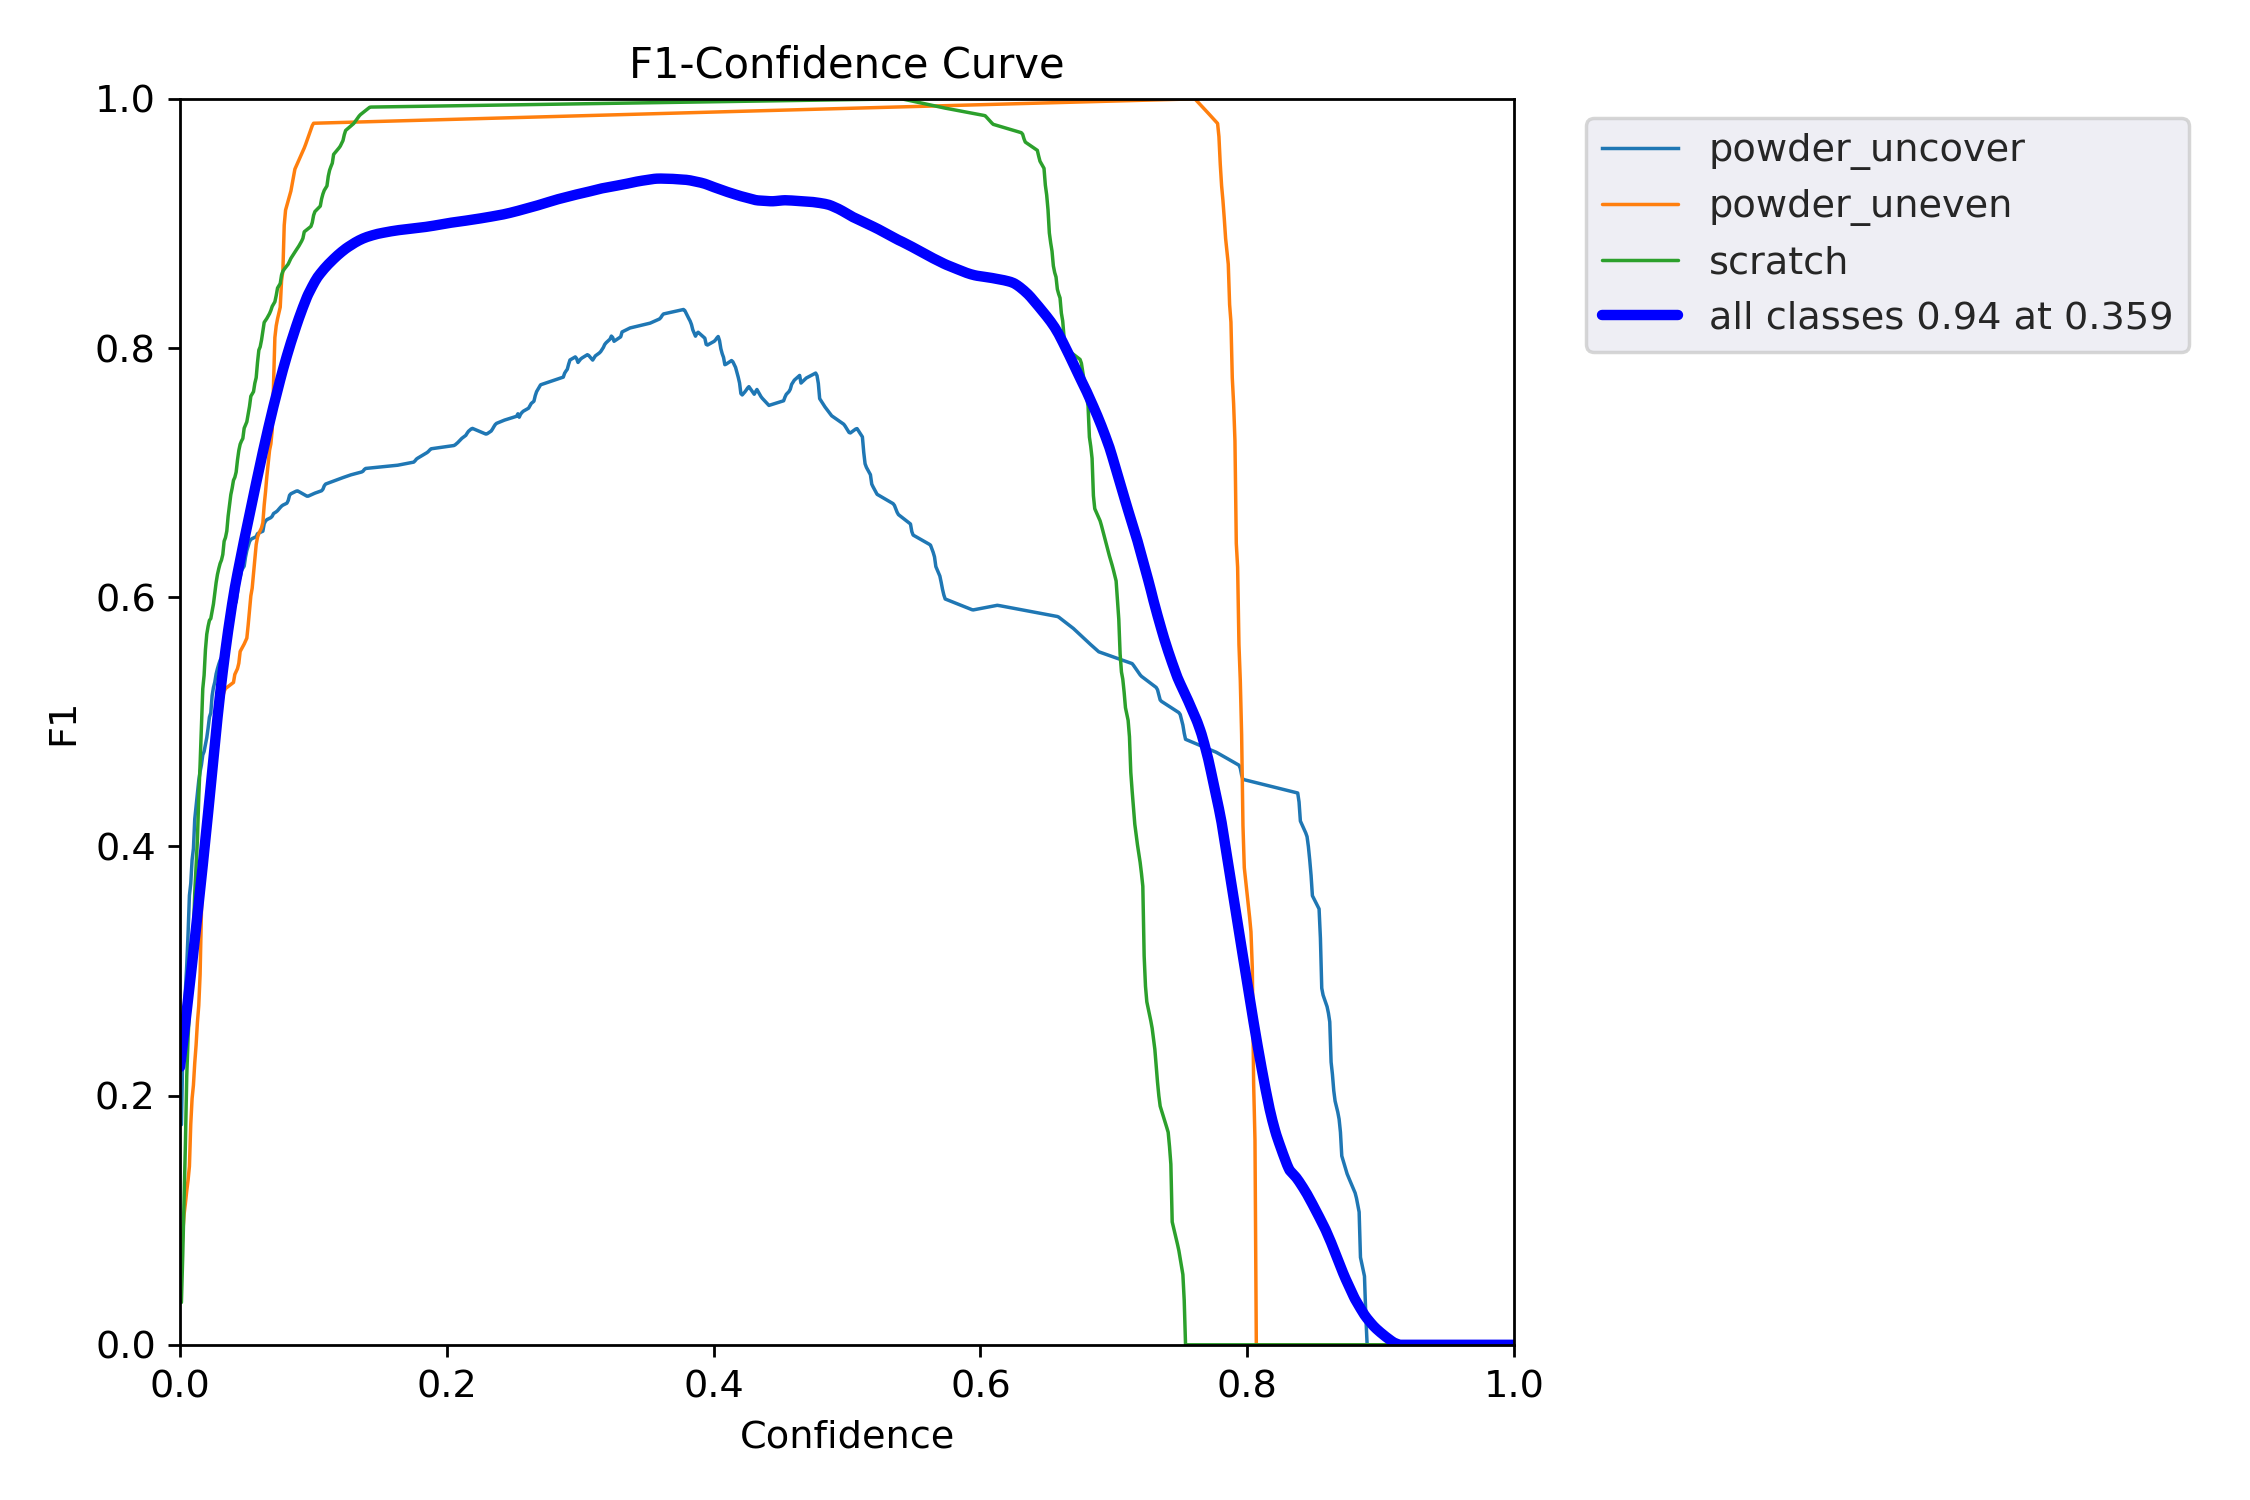 F1-Confidence Curve
1.0
0.8
0.6
0.4
0.2
0.0
F1
0.0 0.2 0.4 0.6 0.8 1.0
Confidence
powder_uncover
powder_uneven
scratch
all classes 0.94 at 0.359